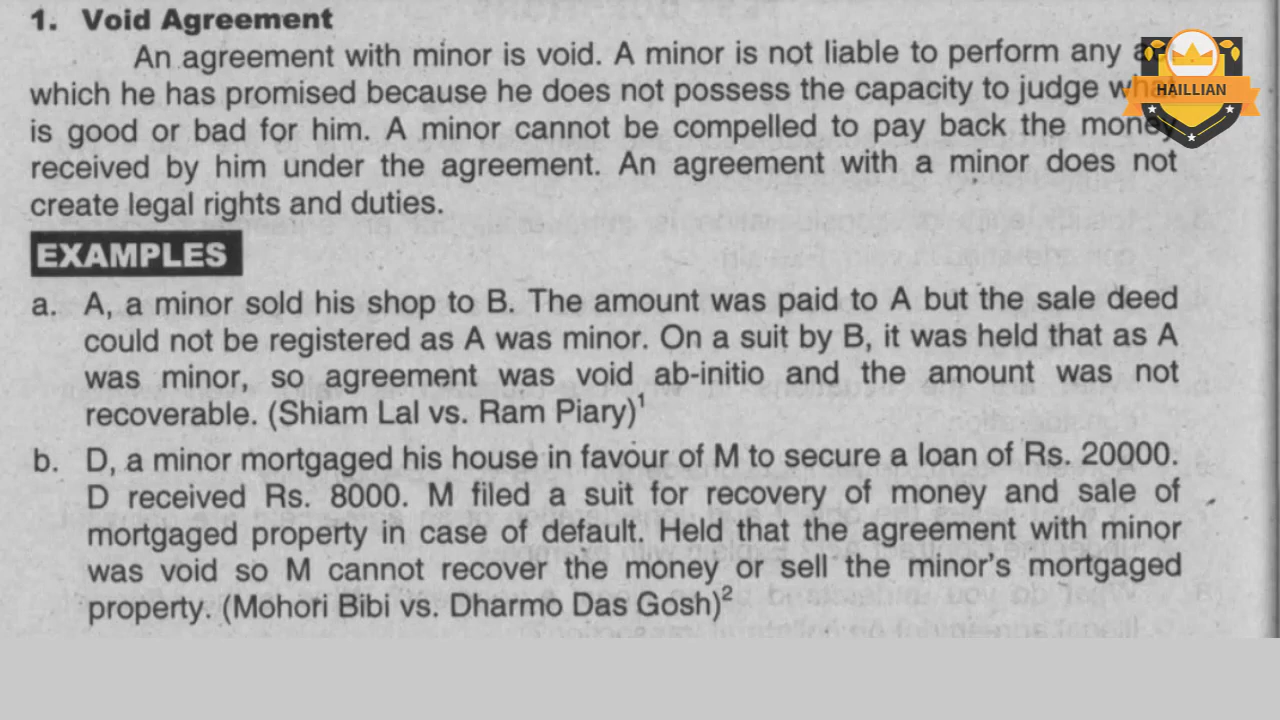 1. Void Agreement
An agreement with minor is void. A minor is not liable to perform any
which he has promised because he does not possess the capacity to judge what
is good or bad for him. A minor cannot be compelled to pay back the money
received by him under the agreement. An agreement with a minor does not
create legal rights and duties.
EXAMPLES
a. A, a minor sold his shop to B. The amount was paid to A but the sale deed
could not be registered as A was minor. On a suit by B, it was held that as A
was minor, so agreement was void ab-initio and the amount was not
recoverable. (Shiam Lal vs. Ram Piary)1
b. D, a minor mortgaged his house in favour of M to secure a loan of Rs. 20000.
D received Rs. 8000. M filed a suit for recovery of money and sale of
mortgaged property in case of default. Held that the agreement with minor
was void so M cannot recover the money or sell the minor's mortgaged
property. (Mohori Bibi vs. Dharmo Das Gosh)2
HAILLIAN